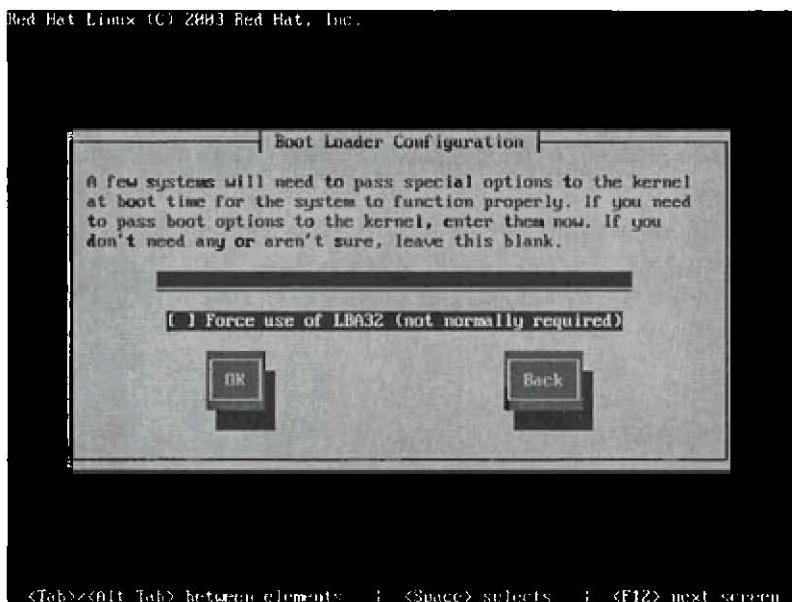 Red Hat Linux (C) 2003 Red Hat, Inc.
Boot Loader Configuration
A few systems will need to pass special options to the kernel
at boot time for the system to function properly. If you need
to pass boot options to the kernel, enter them now. If you
don't need any or aren't sure, leave this blank.
[ ] Force use of LBA32 (not normally required)
OK Back
<Tab>/<Alt Tab> between elements | <Space> selects | <F12> next screen